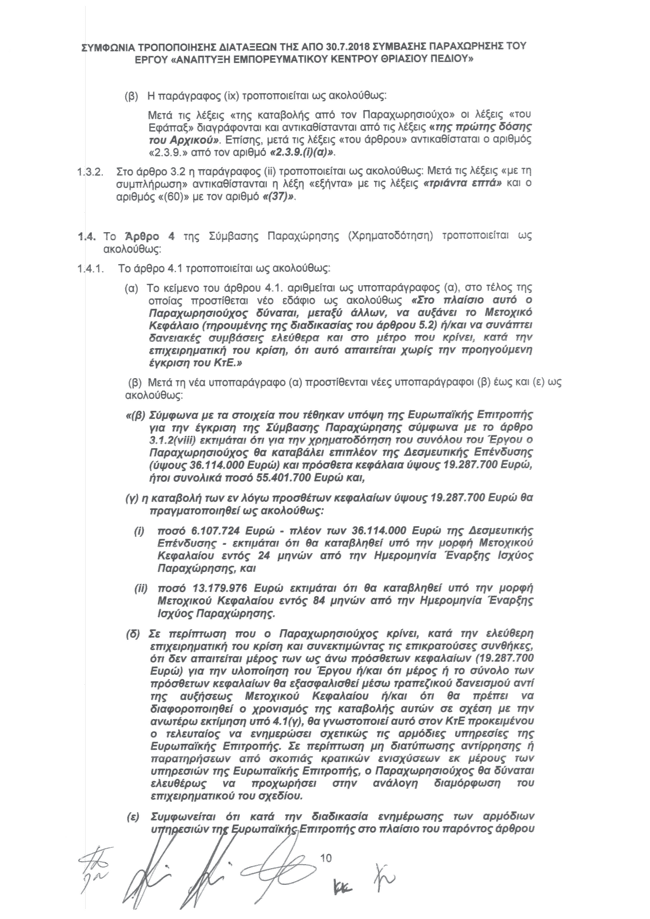 ΣΥΜΦΩΝΙΑ ΤΡΟΠΟΠΟΙΗΣΗΣ ΔΙΑΤΑΞΕΩΝ ΤΗΣ ΑΠΟ 30.7.2018 ΣΥΜΒΑΣΗΣ ΠΑΡΑΧΩΡΗΣΗΣ ΤΟΥ
ΕΡΓΟΥ «ΑΝΑΠΤΥΞΗ ΕΜΠΟΡΕΥΜΑΤΙΚΟΥ ΚΕΝΤΡΟΥ ΘΡΙΑΣΙΟΥ ΠΕΔΙΟΥ»
(β) Η παράγραφος (ix) τροποποιείται ως ακολούθως:
Μετά τις λέξεις «της καταβολής από τον Παραχωρησιούχο» οι λέξεις «του
Εφάπαξ» διαγράφονται και αντικαθίστανται από τις λέξεις «της πρώτης δόσης
του Αρχικού». Επίσης, μετά τις λέξεις «του άρθρου» αντικαθίσταται ο αριθμός
«2.3.9.» από τον αριθμό «2.3.9.(i)(α)».
1.3.2. Στο άρθρο 3.2 η παράγραφος (ii) τροποποιείται ως ακολούθως: Μετά τις λέξεις «με τη
συμπλήρωση» αντικαθίστανται η λέξη «εξήντα» με τις λέξεις «τριάντα επτά» και ο
αριθμός «(60)» με τον αριθμό «(37)».
1.4. Το Άρθρο 4 της Σύμβασης Παραχώρησης (Χρηματοδότηση) τροποποιείται ως
ακολούθως:
1.4.1. Το άρθρο 4.1 τροποποιείται ως ακολούθως:
(α) Το κείμενο του άρθρου 4.1. αριθμείται ως υποπαράγραφος (α), στο τέλος της
οποίας προστίθεται νέο εδάφιο ως ακολούθως «Στο πλαίσιο αυτό ο
Παραχωρησιούχος δύναται, μεταξύ άλλων, να αυξάνει το Μετοχικό
Κεφάλαιο (τηρουμένης της διαδικασίας του άρθρου 5.2) ή/και να συνάπτει
δανειακές συμβάσεις ελεύθερα και στο μέτρο που κρίνει, κατά την
επιχειρηματική του κρίση, ότι αυτό απαιτείται χωρίς την προηγούμενη
έγκριση του ΚτΕ.»
(β) Μετά τη νέα υποπαράγραφο (α) προστίθενται νέες υποπαράγραφοι (β) έως και (ε) ως
ακολούθως:
«(β) Σύμφωνα με τα στοιχεία που τέθηκαν υπόψη της Ευρωπαϊκής Επιτροπής
για την έγκριση της Σύμβασης Παραχώρησης σύμφωνα με το άρθρο
3.1.2(viii) εκτιμάται ότι για την χρηματοδότηση του συνόλου του Έργου ο
Παραχωρησιούχος θα καταβάλει επιπλέον της Δεσμευτικής Επένδυσης
(ύψους 36.114.000 Ευρώ) και πρόσθετα κεφάλαια ύψους 19.287.700 Ευρώ,
ήτοι συνολικά ποσό 55.401.700 Ευρώ και,
(γ) η καταβολή των εν λόγω προσθέτων κεφαλαίων ύψους 19.287.700 Ευρώ θα
πραγματοποιηθεί ως ακολούθως:
(i) ποσό 6.107.724 Ευρώ - πλέον των 36.114.000 Ευρώ της Δεσμευτικής
Επένδυσης - εκτιμάται ότι θα καταβληθεί υπό την μορφή Μετοχικού
Κεφαλαίου εντός 24 μηνών από την Ημερομηνία Έναρξης Ισχύος
Παραχώρησης, και
(ii) ποσό 13.179.976 Ευρώ εκτιμάται ότι θα καταβληθεί υπό την μορφή
Μετοχικού Κεφαλαίου εντός 84 μηνών από την Ημερομηνία Έναρξης
Ισχύος Παραχώρησης.
(δ) Σε περίπτωση που ο Παραχωρησιούχος κρίνει, κατά την ελεύθερη
επιχειρηματική του κρίση και συνεκτιμώντας τις επικρατούσες συνθήκες,
ότι δεν απαιτείται μέρος των ως άνω πρόσθετων κεφαλαίων (19.287.700
Ευρώ) για την υλοποίηση του Έργου ή/και ότι μέρος ή το σύνολο των
πρόσθετων κεφαλαίων θα εξασφαλισθεί μέσω τραπεζικού δανεισμού αντί
της αυξήσεως Μετοχικού Κεφαλαίου ή/και ότι θα πρέπει να
διαφοροποιηθεί ο χρονισμός της καταβολής αυτών σε σχέση με την
ανωτέρω εκτίμηση υπό 4.1(γ), θα γνωστοποιεί αυτό στον ΚτΕ προκειμένου
ο τελευταίος να ενημερώσει σχετικώς τις αρμόδιες υπηρεσίες της
Ευρωπαϊκής Επιτροπής. Σε περίπτωση μη διατύπωσης αντίρρησης ή
παρατηρήσεων από σκοπιάς κρατικών ενισχύσεων εκ μέρους των
υπηρεσιών της Ευρωπαϊκής Επιτροπής, ο Παραχωρησιούχος θα δύναται
ελευθέρως να προχωρήσει στην ανάλογη διαμόρφωση του
επιχειρηματικού του σχεδίου.
(ε) Συμφωνείται ότι κατά την διαδικασία ενημέρωσης των αρμόδιων
υπηρεσιών της Ευρωπαϊκής Επιτροπής στο πλαίσιο του παρόντος άρθρου
10